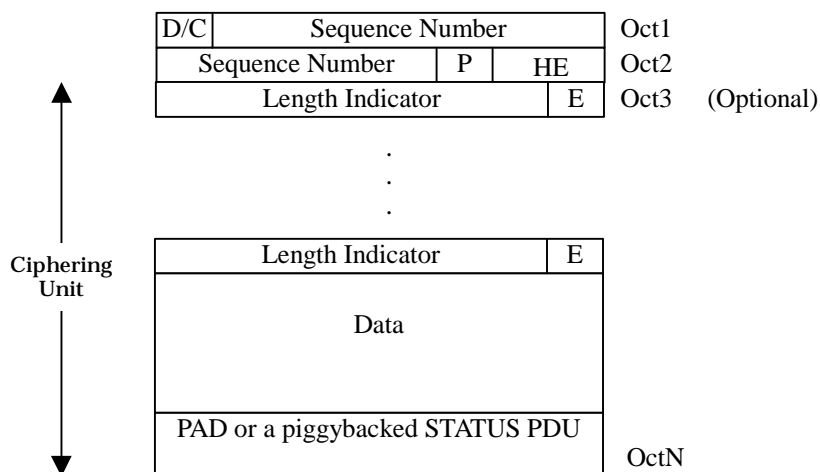 D/C Sequence Number Oct1
Sequence Number P HE Oct2
Length Indicator E Oct3 (Optional)
.
.
.
Length Indicator E
Ciphering
Unit
Data
PAD or a piggybacked STATUS PDU
OctN